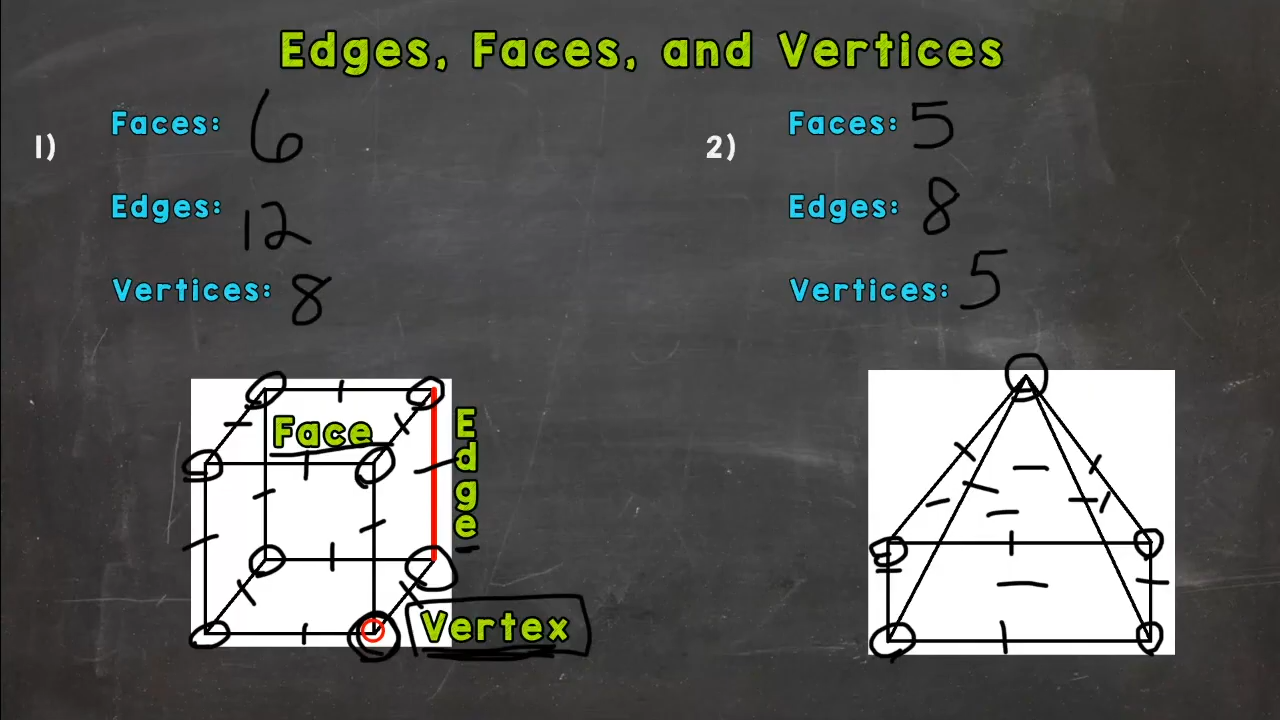 Edges, Faces, and Vertices
1)
Faces: 6
Edges: 12
Vertices: 8
Face
Edge
Vertex
2)
Faces: 5
Edges: 8
Vertices: 5